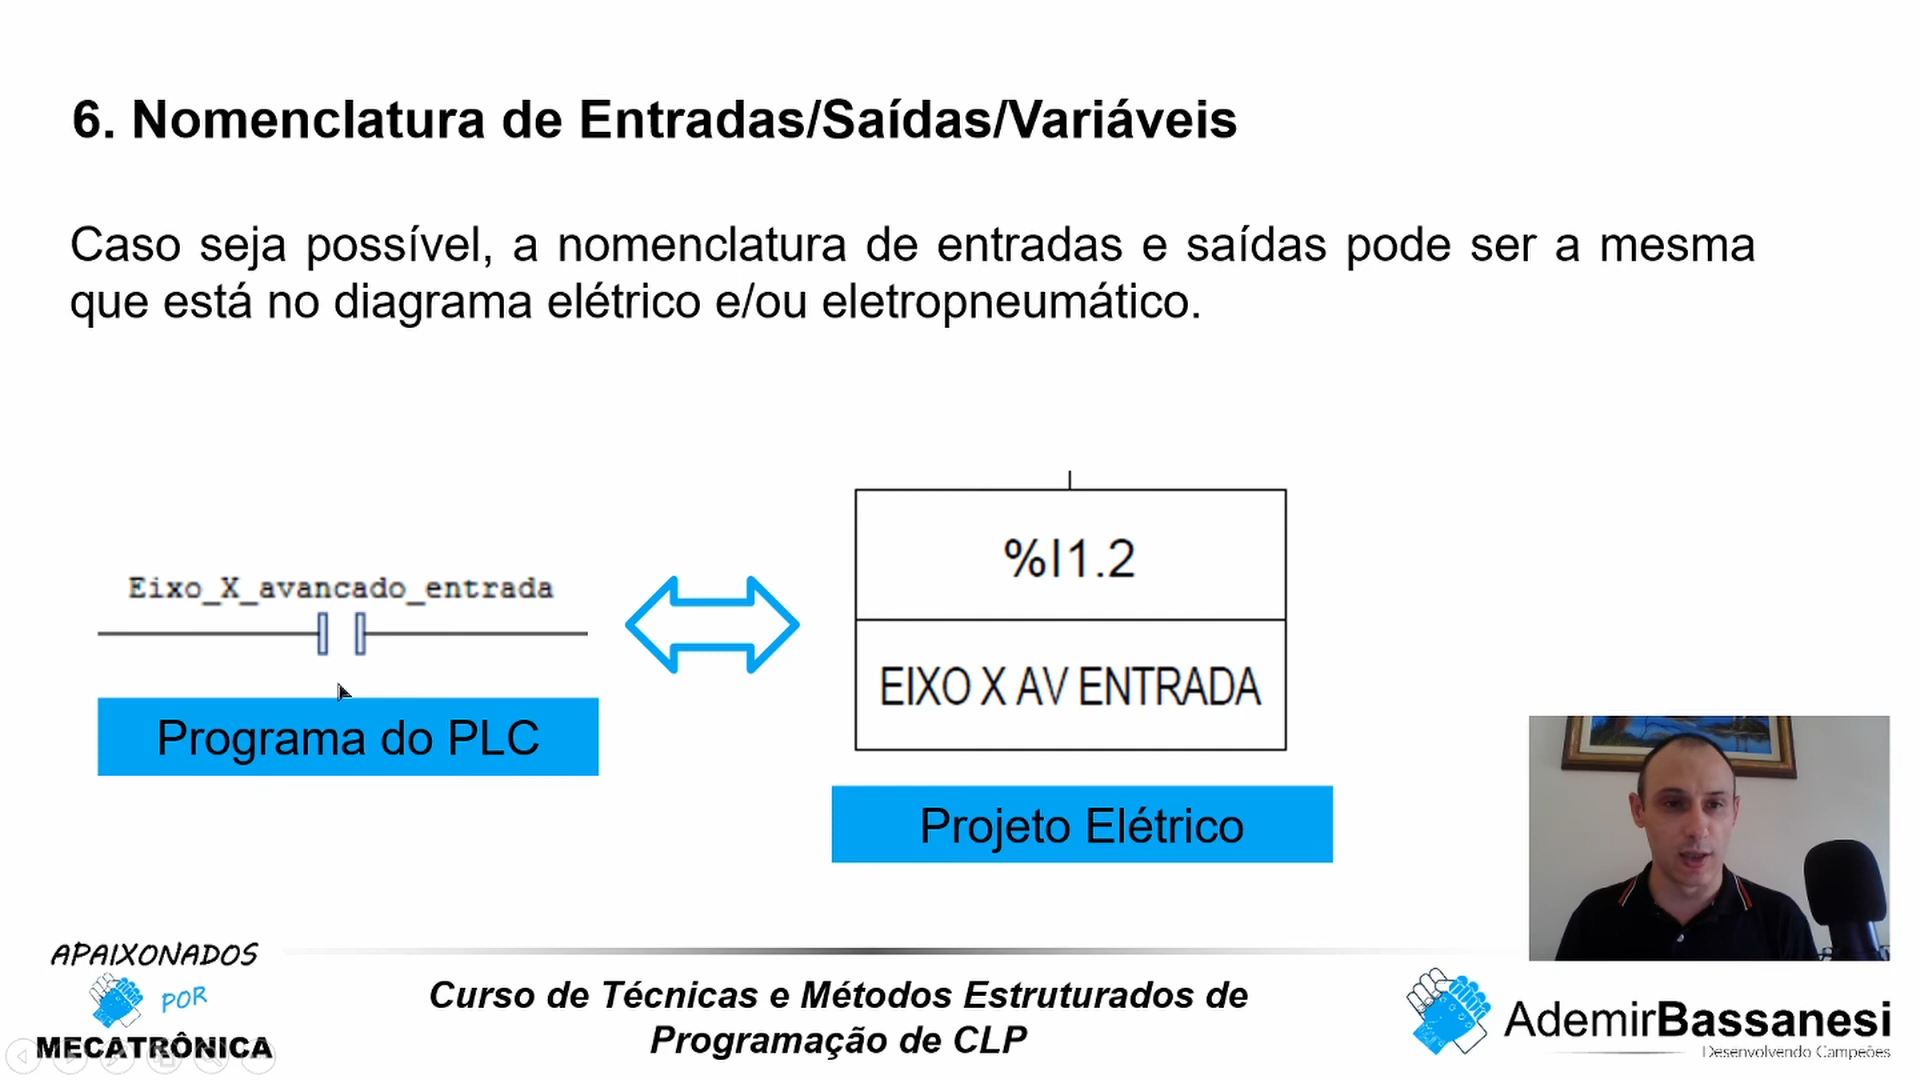 6. Nomenclatura de Entradas/Saídas/Variáveis
Caso seja possível, a nomenclatura de entradas e saídas pode ser a mesma
que está no diagrama elétrico e/ou eletropneumático.
Eixo_X_avancado_entrada
Programa do PLC
%I1.2
EIXO X AV ENTRADA
Projeto Elétrico
APAIXONADOS
POR
MECATRÔNICA
Curso de Técnicas e Métodos Estruturados de
Programação de CLP
AdemirBassanesi
Desenvolvendo Campeões